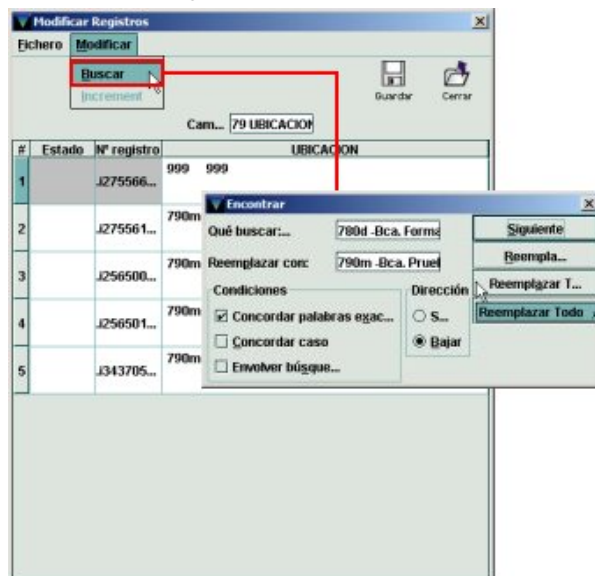 Modificar Registros
Fichero Modificar
Buscar
Increment
Guardar Cerrar
Cam... 79 UBICACION
# Estado Nº registro UBICACION
1 J275566... 999 999
2 J275561... 790m
3 J256500... 790m
4 J256501... 790m
5 J343705... 790m
Encontrar
Qué buscar:... 780d -Bca. Forma Siguiente
Reemplazar con: 790m -Bca. Prueb Reempla...
Condiciones Dirección Reemplazar T...
Concordar palabras exac... S... Reemplazar Todo
Concordar caso Bajar
Envolver búsque...